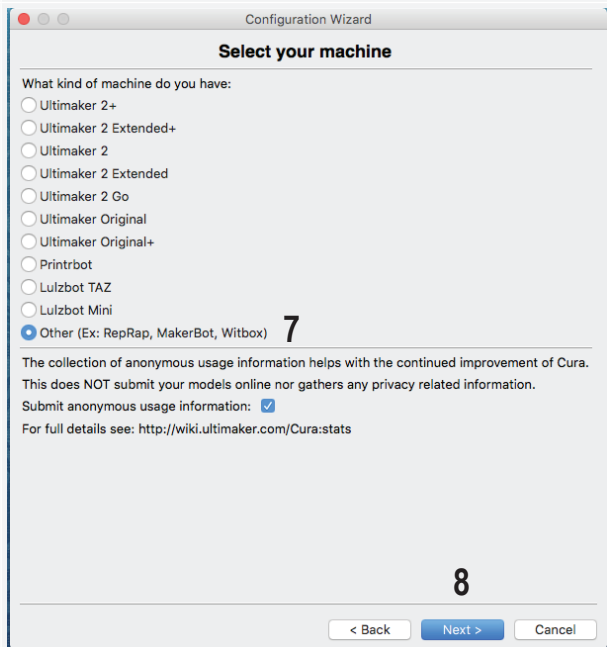 Configuration Wizard
Select your machine
What kind of machine do you have:
Ultimaker 2+
Ultimaker 2 Extended+
Ultimaker 2
Ultimaker 2 Extended
Ultimaker 2 Go
Ultimaker Original
Ultimaker Original+
Printrbot
Lulzbot TAZ
Lulzbot Mini
Other (Ex: RepRap, MakerBot, Witbox) 7
The collection of anonymous usage information helps with the continued improvement of Cura.
This does NOT submit your models online nor gathers any privacy related information.
Submit anonymous usage information:
For full details see: http://wiki.ultimaker.com/Cura:stats
8
< Back Next > Cancel